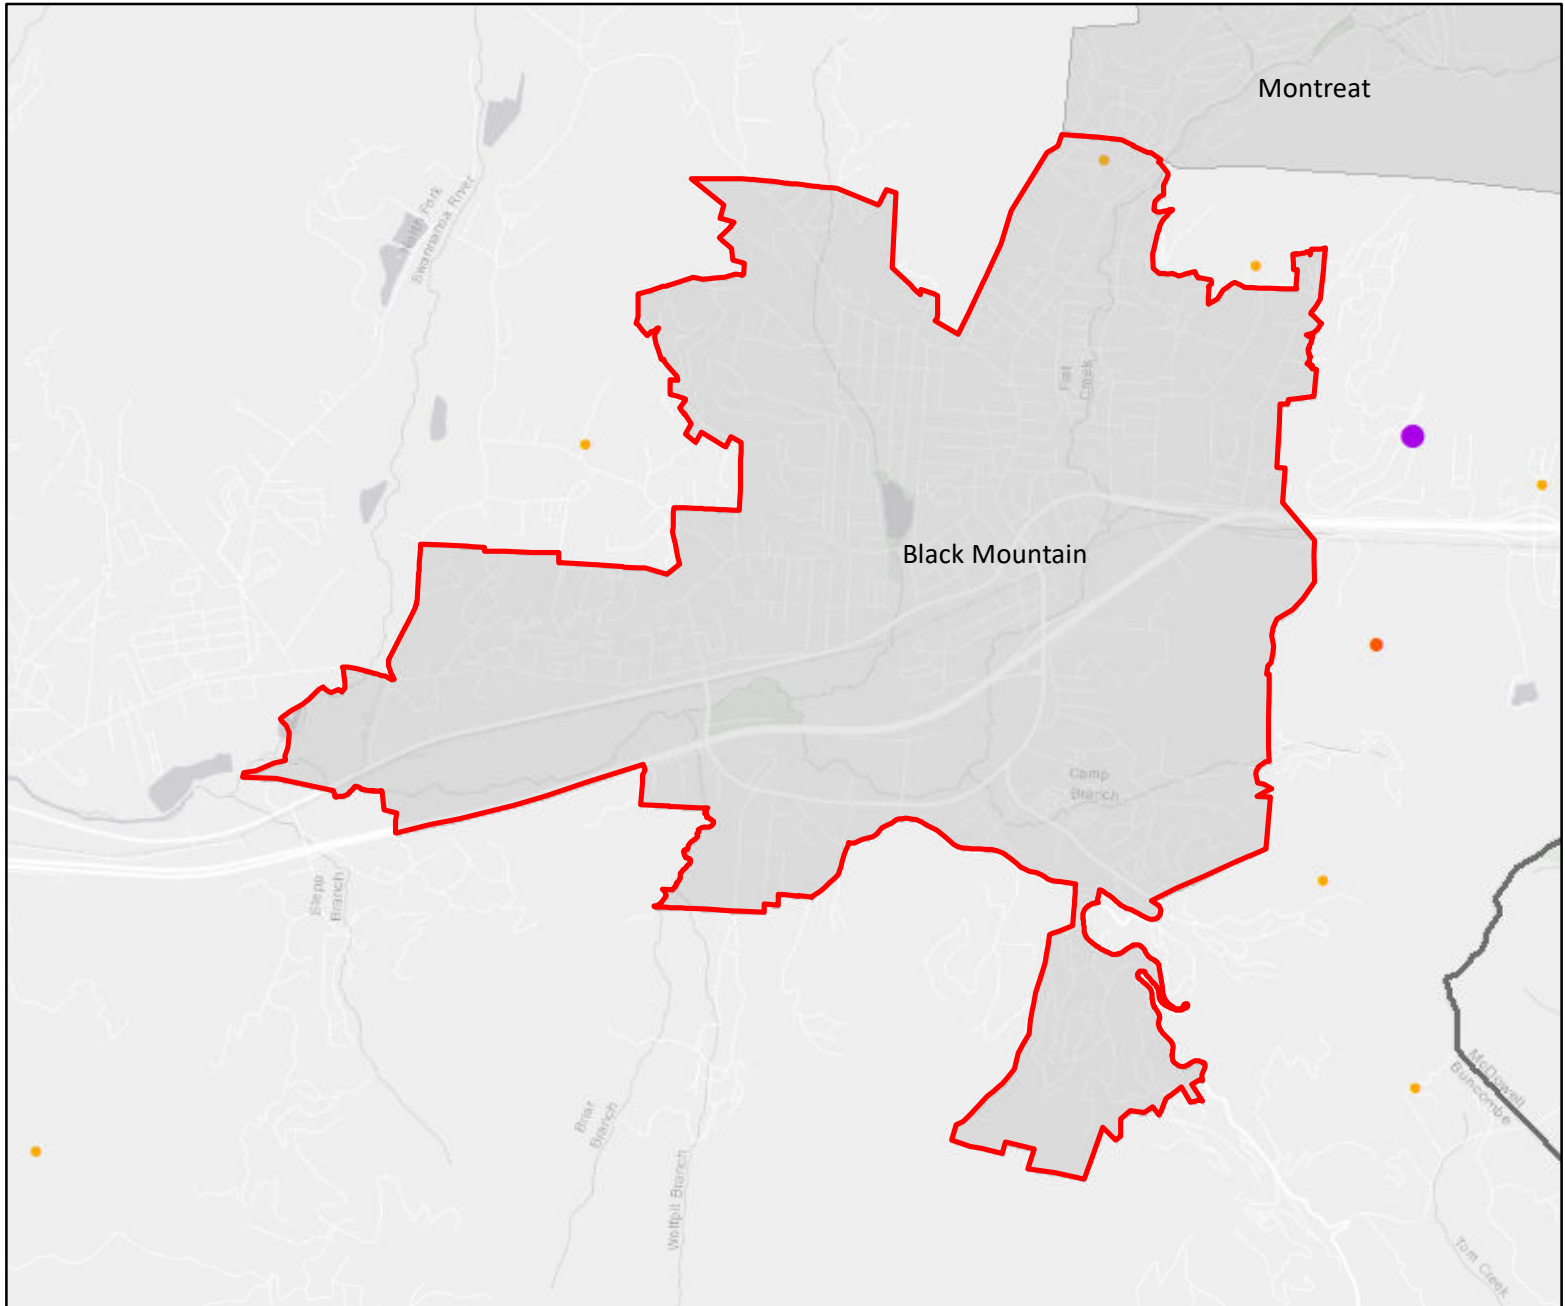 Montreat
North Fork
Swannanoa River
Flat
Creek
Black Mountain
Camp
Branch
Stepp
Branch
McDowell
Buncombe
Briar
Branch
Wolfpit Branch
Tom Creek